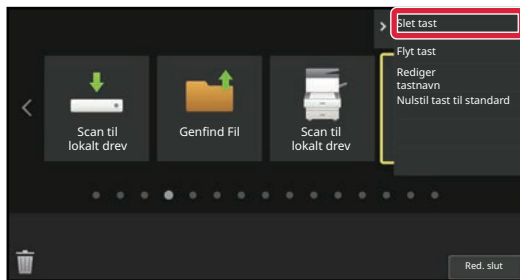 Slet tast
Flyt tast
Rediger
tastnavn
Nulstil tast til standard
Scan til
lokalt drev
Genfind Fil
Scan til
lokalt drev
Red. slut